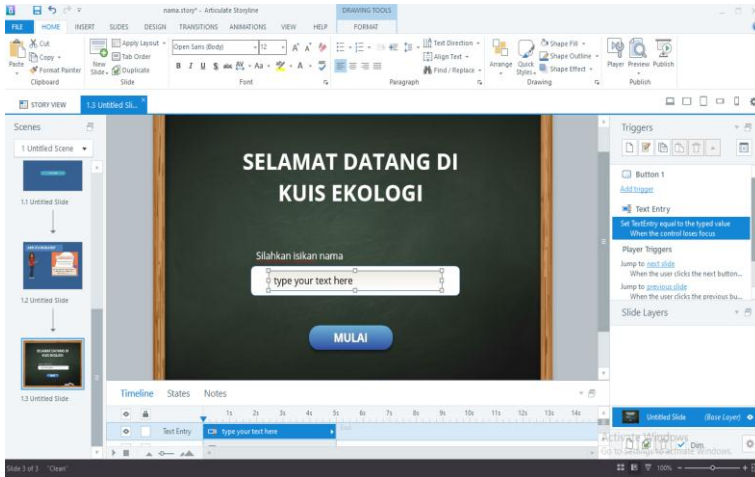 nama.story* - Articulate Storyline
DRAWING TOOLS
FILE HOME INSERT SLIDES DESIGN TRANSITIONS ANIMATIONS VIEW HELP FORMAT
Paste
Cut
Copy
Format Painter
Clipboard
New Slide
Apply Layout
Tab Order
Duplicate
Slide
Open Sans (Body) 12
B I U S abc AV Aa A
Font
Text Direction
Align Text
Find / Replace
Paragraph
Arrange
Quick Styles
Shape Fill
Shape Outline
Shape Effect
Drawing
Player Preview Publish
Publish
STORY VIEW
1.3 Untitled Sli...
Scenes
1 Untitled Scene
1.1 Untitled Slide
1.2 Untitled Slide
1.3 Untitled Slide
SELAMAT DATANG DI
KUIS EKOLOGI
Silahkan isikan nama
type your text here
MULAI
Triggers
Button 1
Add trigger
Text Entry
Set TextEntry equal to the typed value
When the control loses focus
Player Triggers
Jump to next slide
When the user clicks the next button...
Jump to previous slide
When the user clicks the previous bu...
Slide Layers
Untitled Slide (Base Layer)
Dim
Timeline States Notes
1s 2s 3s 4s 5s 6s 7s 8s 9s 10s 11s 12s 13s 14s
End
Text Entry
type your text here
Activate Windows
Go to Settings to activate Windows.
Slide 3 of 3 "Clean"
100%